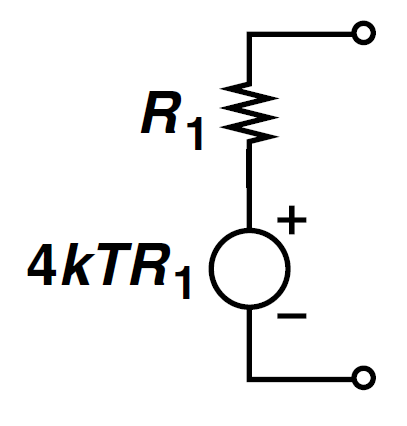 R₁
+
4kTR₁
−